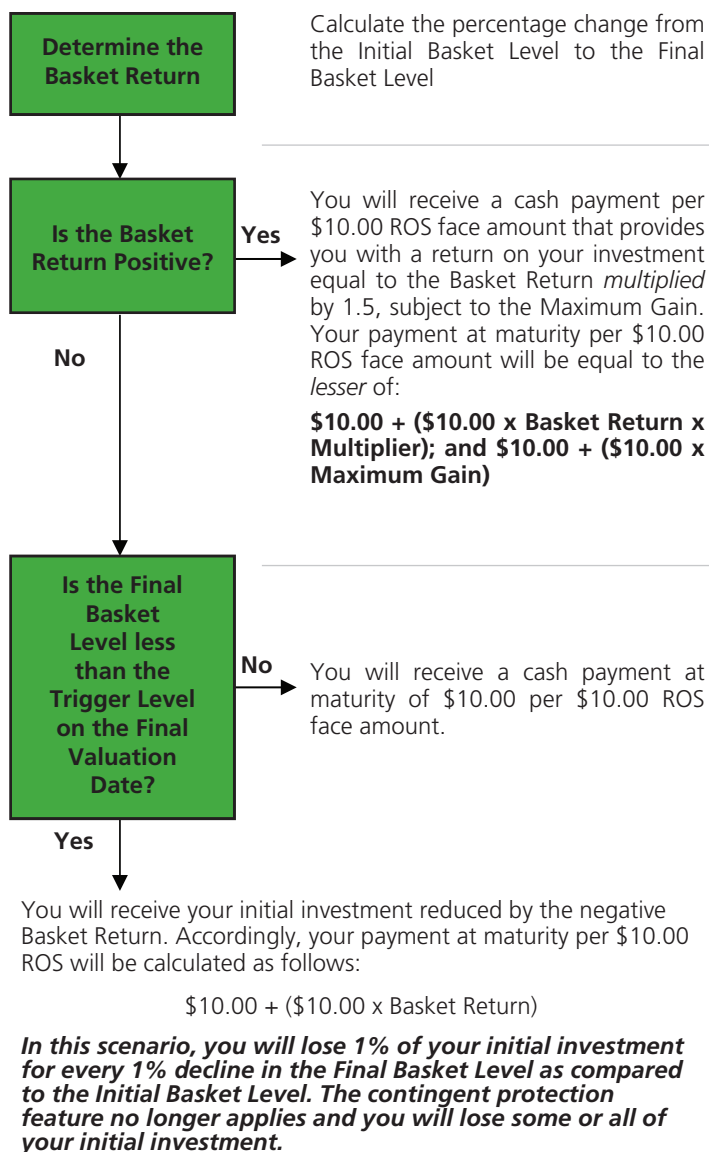 Determine the
Basket Return
Calculate the percentage change from
the Initial Basket Level to the Final
Basket Level
Is the Basket
Return Positive?
Yes
You will receive a cash payment per
$10.00 ROS face amount that provides
you with a return on your investment
equal to the Basket Return multiplied
by 1.5, subject to the Maximum Gain.
Your payment at maturity per $10.00
ROS face amount will be equal to the
lesser of:
$10.00 + ($10.00 x Basket Return x
Multiplier); and $10.00 + ($10.00 x
Maximum Gain)
No
Is the Final
Basket
Level less
than the
Trigger Level
on the Final
Valuation
Date?
No
You will receive a cash payment at
maturity of $10.00 per $10.00 ROS
face amount.
Yes
You will receive your initial investment reduced by the negative
Basket Return. Accordingly, your payment at maturity per $10.00
ROS will be calculated as follows:
$10.00 + ($10.00 x Basket Return)
In this scenario, you will lose 1% of your initial investment
for every 1% decline in the Final Basket Level as compared
to the Initial Basket Level. The contingent protection
feature no longer applies and you will lose some or all of
your initial investment.